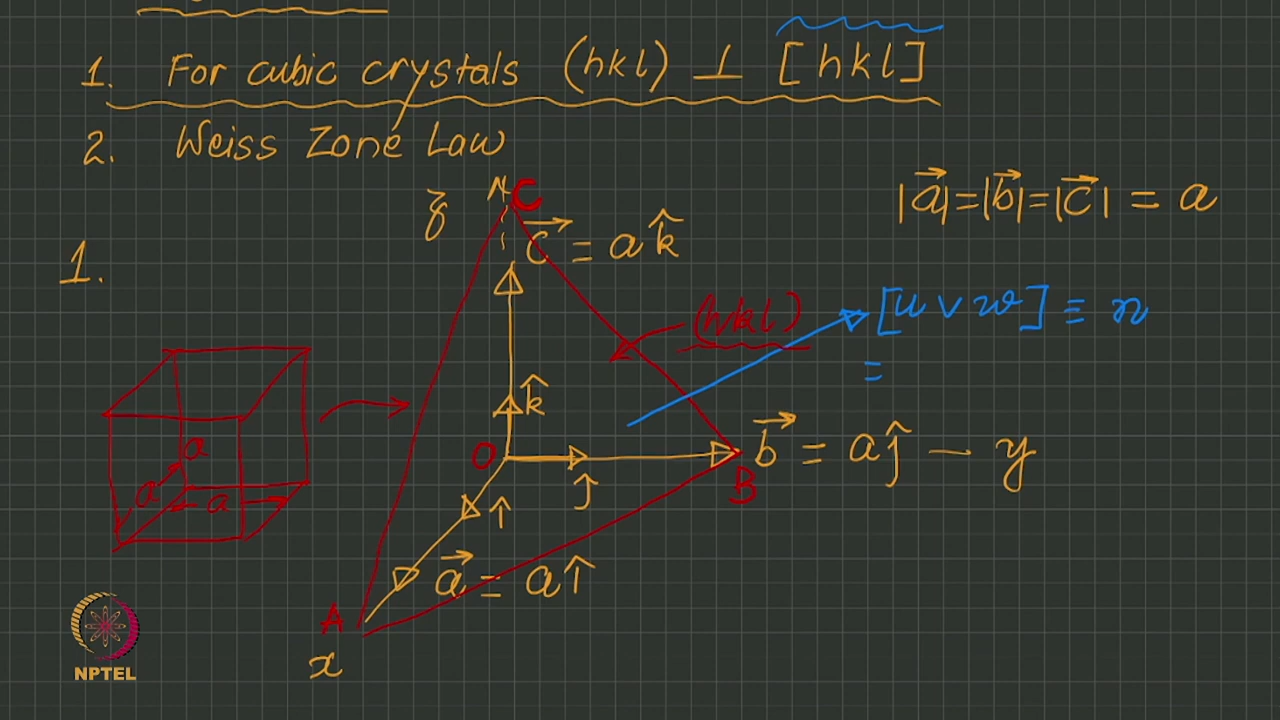 1. For cubic crystals (hkl) ⊥ [hkl]
2. Weiss Zone Law
|a⃗|=|b⃗|=|c⃗| = a
z
C
c⃗ = a k̂
1.
(hkl)
[u v w] ≡ n
=
k̂
a
a
a
O
b⃗ = a ĵ - y
B
ĵ
î
a⃗ = a î
A
x
NPTEL